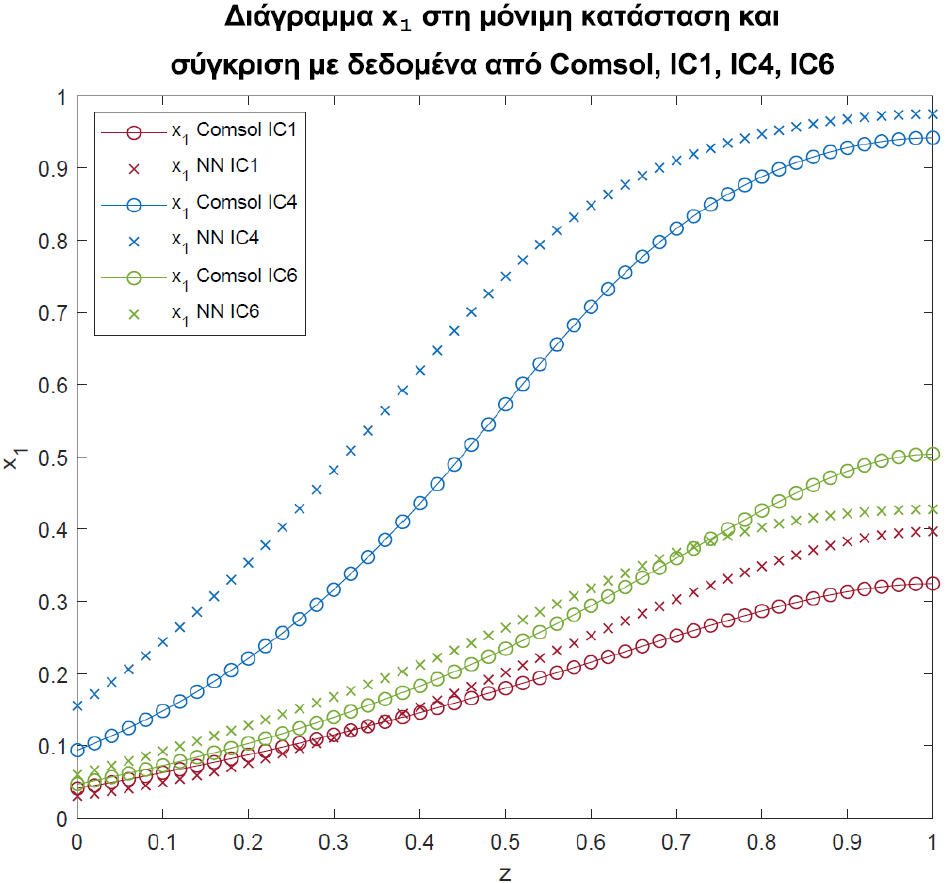 Διάγραμμα x₁ στη μόνιμη κατάσταση και
σύγκριση με δεδομένα από Comsol, IC1, IC4, IC6
x₁ Comsol IC1
x₁ NN IC1
x₁ Comsol IC4
x₁ NN IC4
x₁ Comsol IC6
x₁ NN IC6
1
0.9
0.8
0.7
0.6
0.5
0.4
0.3
0.2
0.1
0
x₁
0 0.1 0.2 0.3 0.4 0.5 0.6 0.7 0.8 0.9 1
z